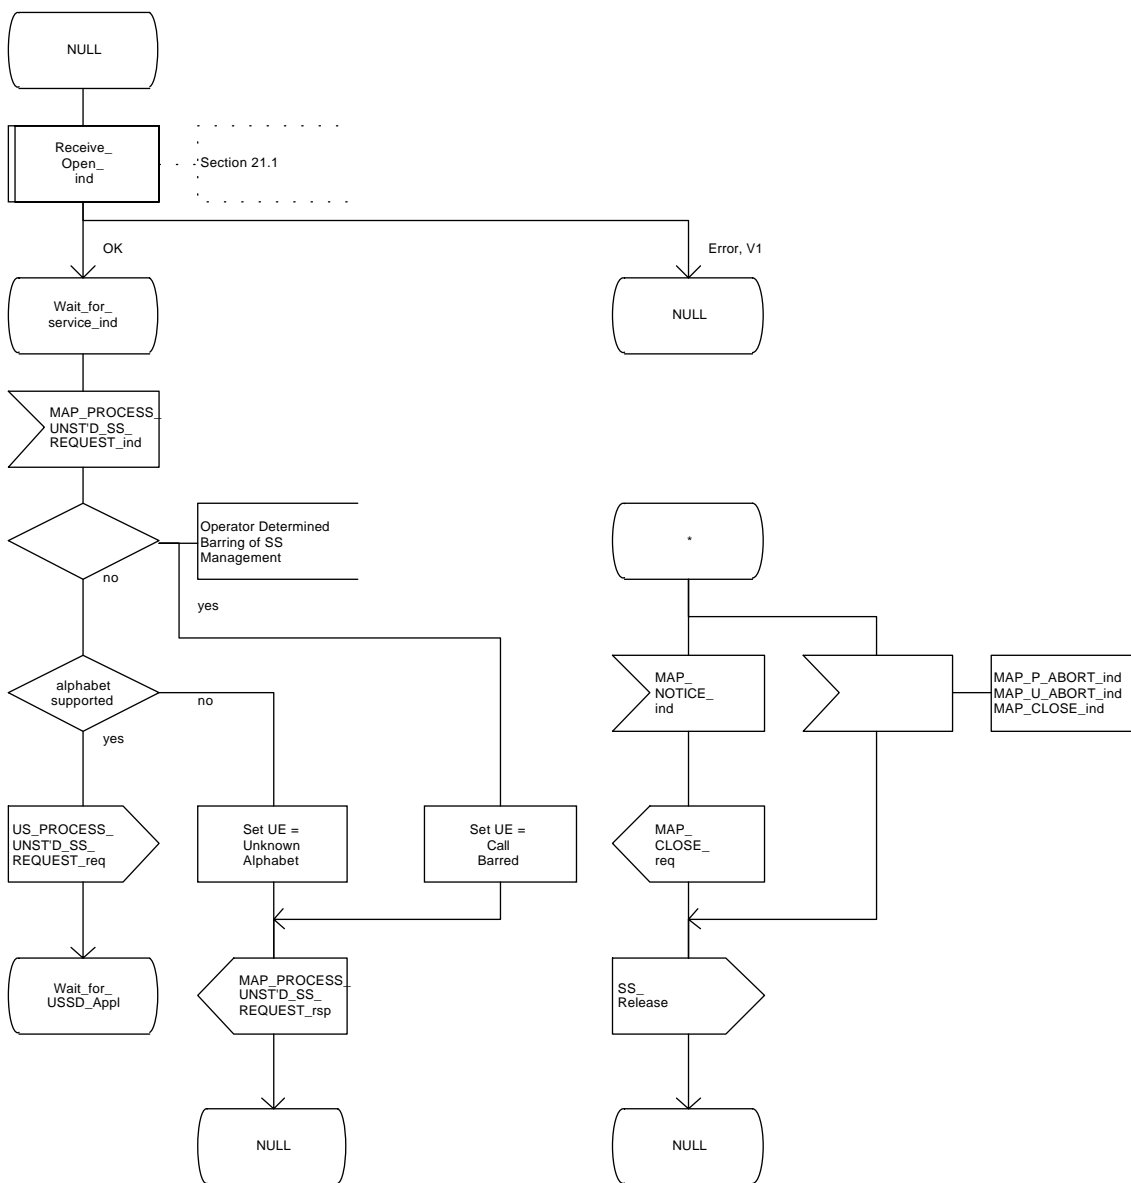 NULL
Receive_
Open_
ind
Section 21.1
OK
Error, V1
Wait_for_
service_ind
NULL
MAP_PROCESS_
UNST'D_SS_
REQUEST_ind
Operator Determined
Barring of SS
Management
no
yes
*
alphabet
supported
no
yes
MAP_
NOTICE_
ind
MAP_P_ABORT_ind
MAP_U_ABORT_ind
MAP_CLOSE_ind
US_PROCESS_
UNST'D_SS_
REQUEST_req
Set UE =
Unknown
Alphabet
Set UE =
Call
Barred
MAP_
CLOSE_
req
Wait_for_
USSD_Appl
MAP_PROCESS_
UNST'D_SS_
REQUEST_rsp
SS_
Release
NULL
NULL